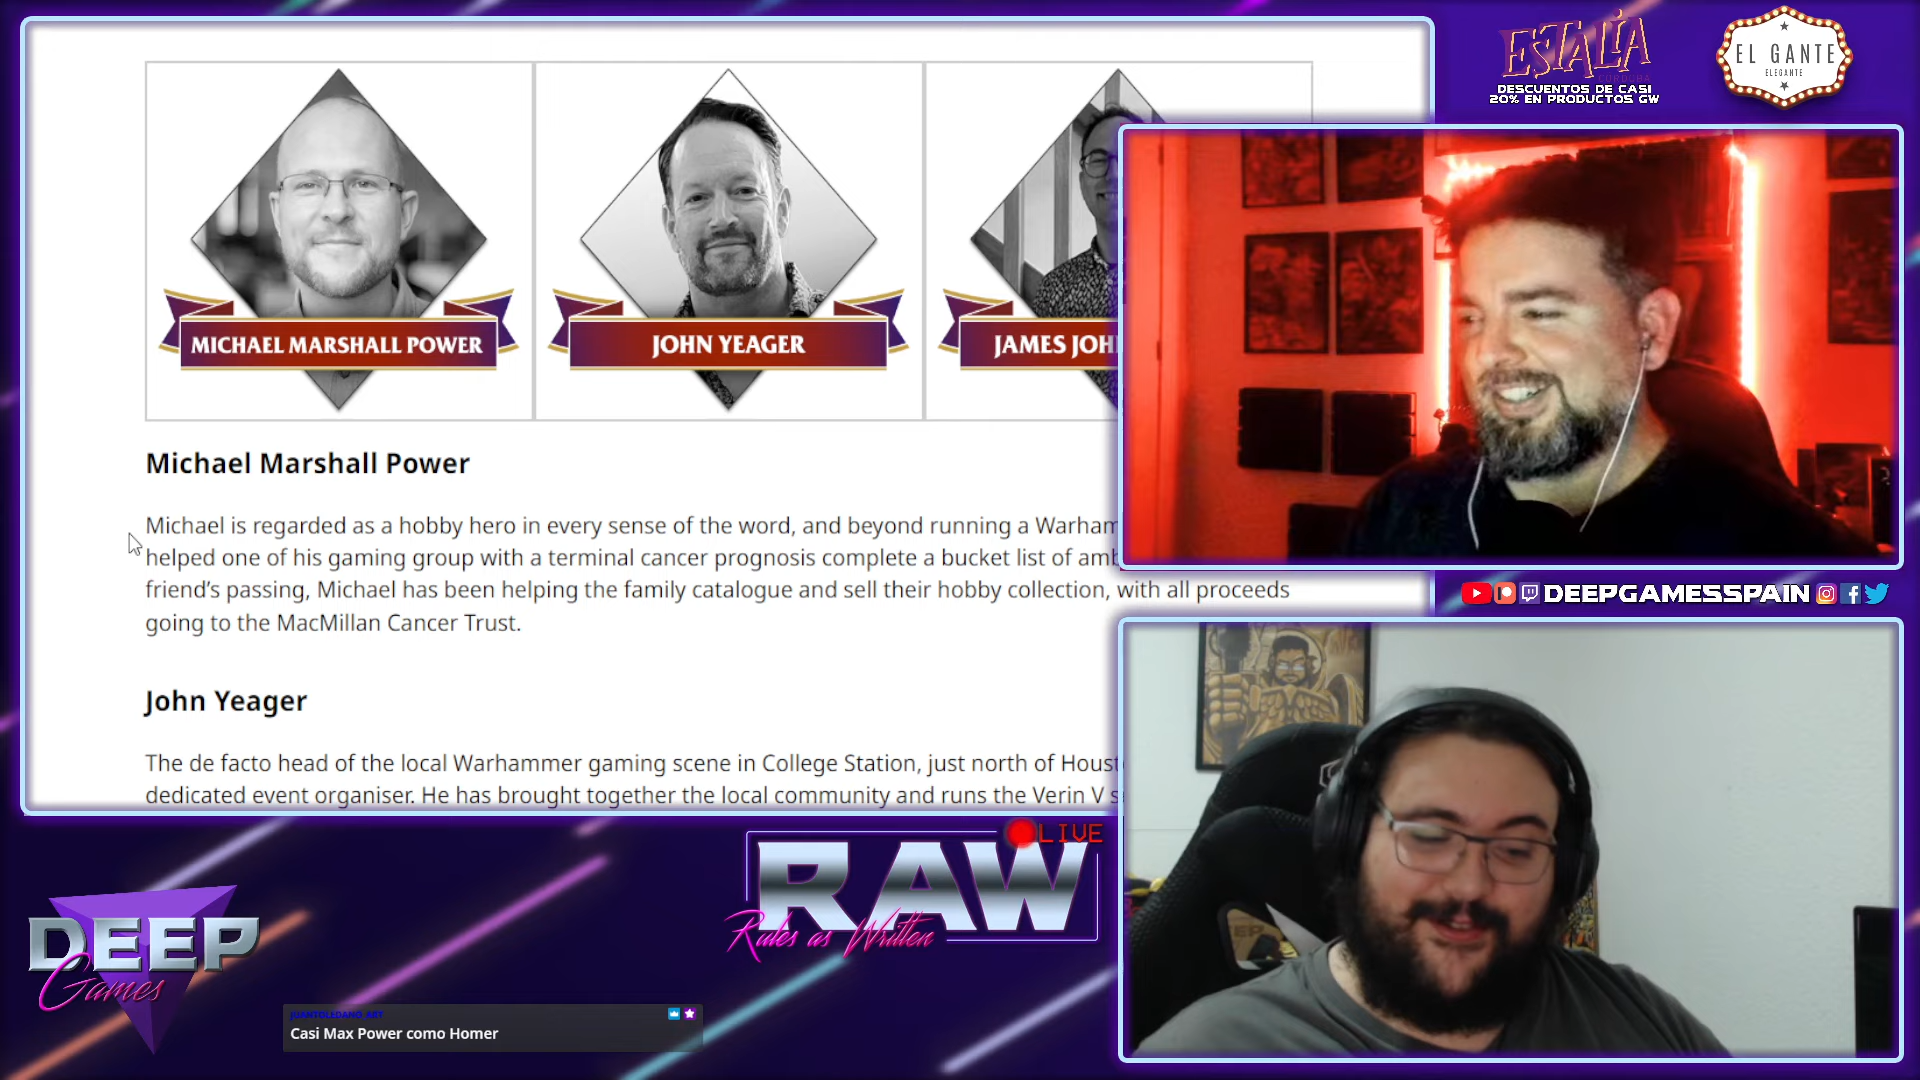 MICHAEL MARSHALL POWER
JOHN YEAGER
Michael Marshall Power
Michael is regarded as a hobby hero in every sense of the word, and beyond running a
helped one of his gaming group with a terminal cancer prognosis complete a bucket list of
friend's passing, Michael has been helping the family catalogue and sell their hobby collection, with all proceeds
going to the MacMillan Cancer Trust.
John Yeager
The de facto head of the local Warhammer gaming scene in College Station, just north of
dedicated event organiser. He has brought together the local community and runs the Verin V
ESTALIA
CORDUBA
DESCUENTOS DE CASI
20% EN PRODUCTOS GW
EL GANTE
ELEGANTE
DEEPGAMESSPAIN
LIVE
RAW
Rules as Written
DEEP
Games
JUANTOLEDANO_ART
Casi Max Power como Homer